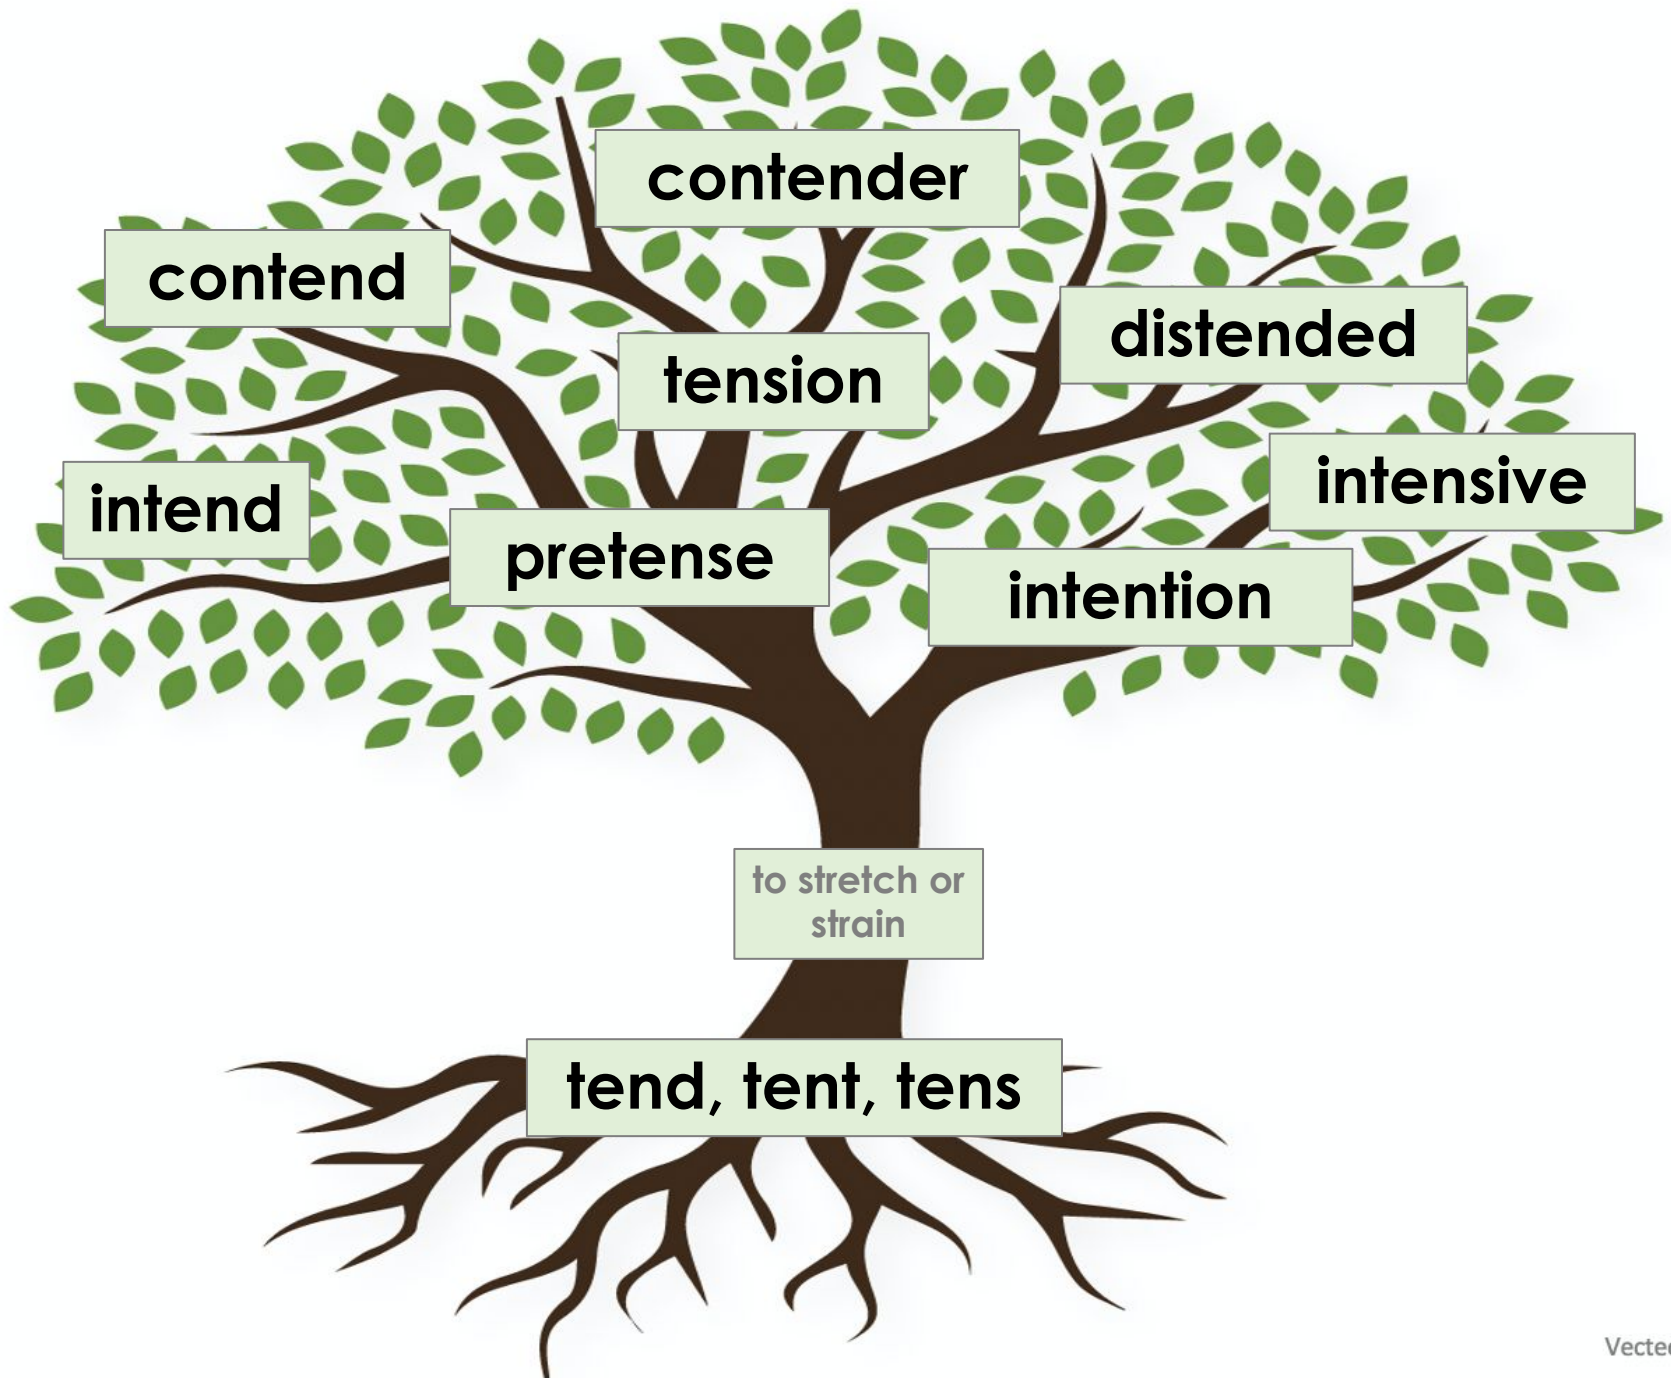 contender
contend
distended
tension
intensive
intend
pretense
intention
to stretch or
strain
tend, tent, tens